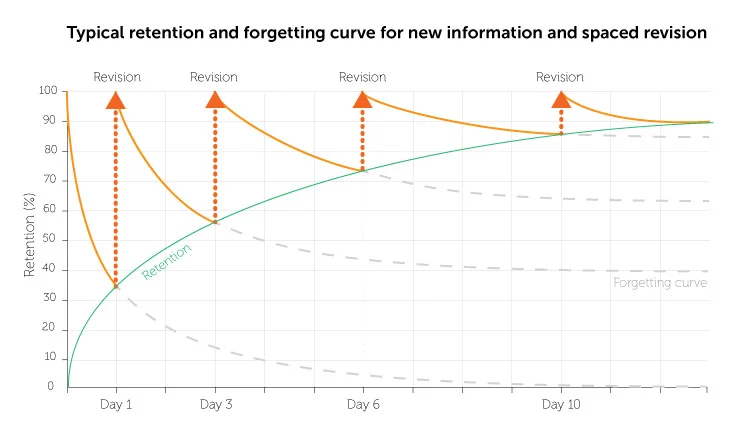 Typical retention and forgetting curve for new information and spaced revision
Revision Revision Revision Revision
100
90
80
70
60
50
40
30
20
10
0
Retention (%)
Retention
Forgetting curve
Day 1 Day 3 Day 6 Day 10